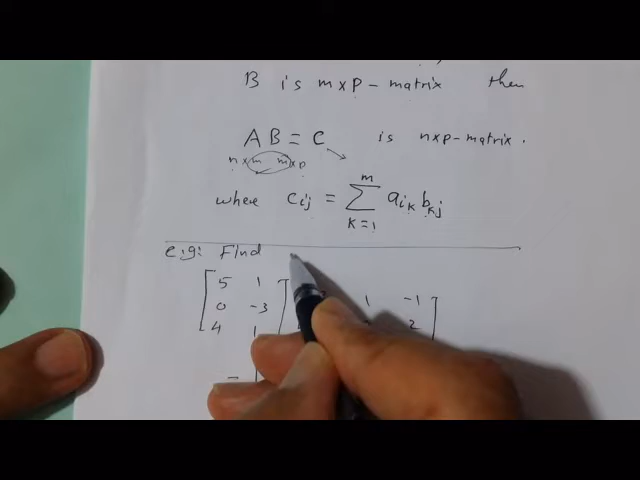 B is m×p - matrix then
AB = C is n×p-matrix.
n×m m×p
where cij = Σ aik bkj
m
k=1
e.g: Find
5 1
0 -3 1 -1
4 1 2